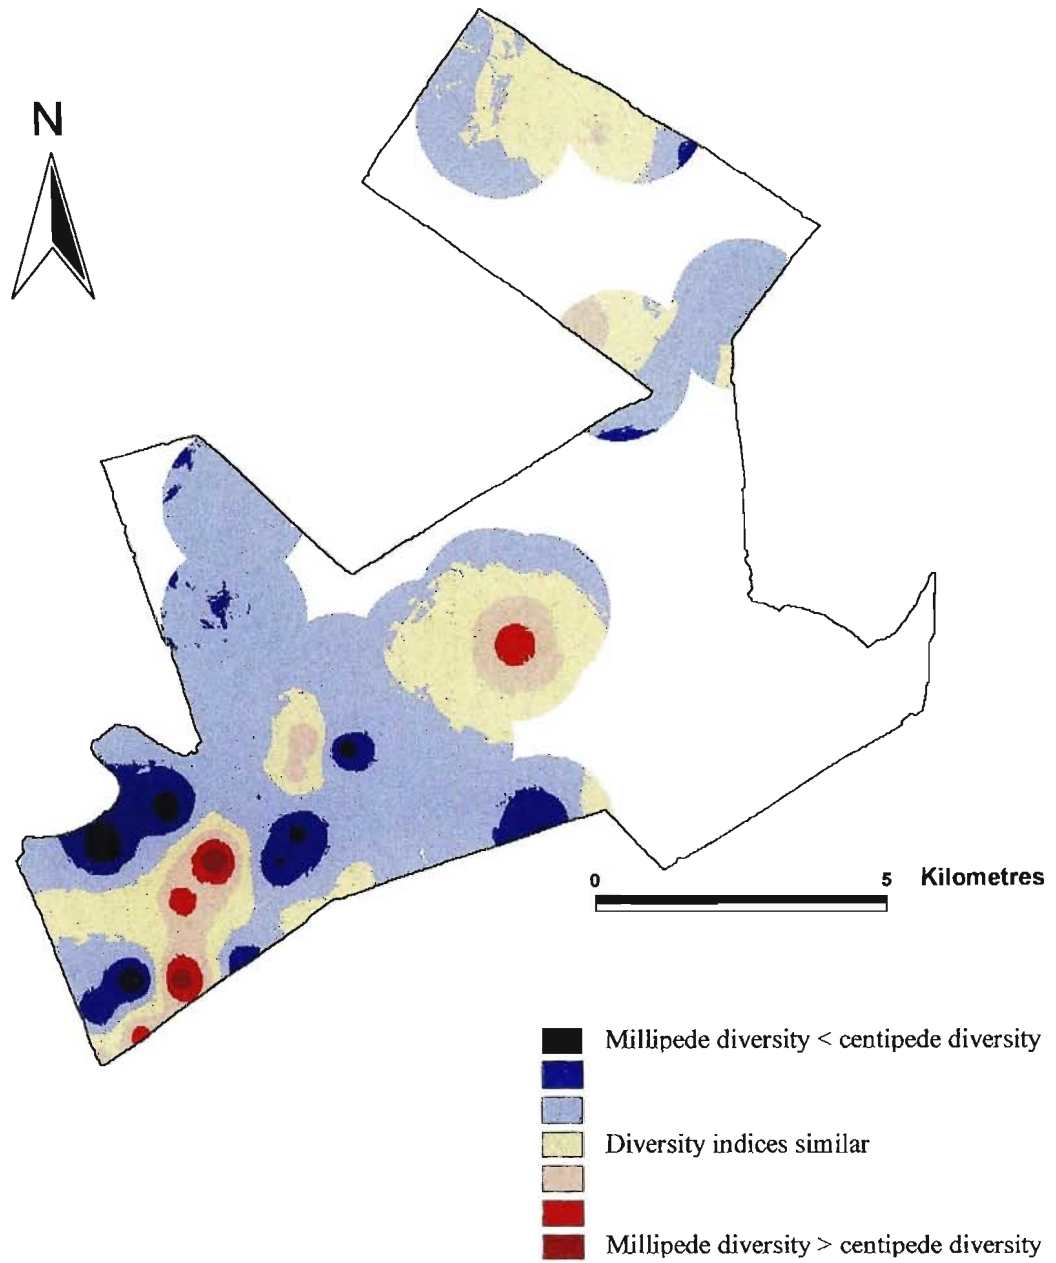 N
0 5 Kilometres
Millipede diversity < centipede diversity
Diversity indices similar
Millipede diversity > centipede diversity